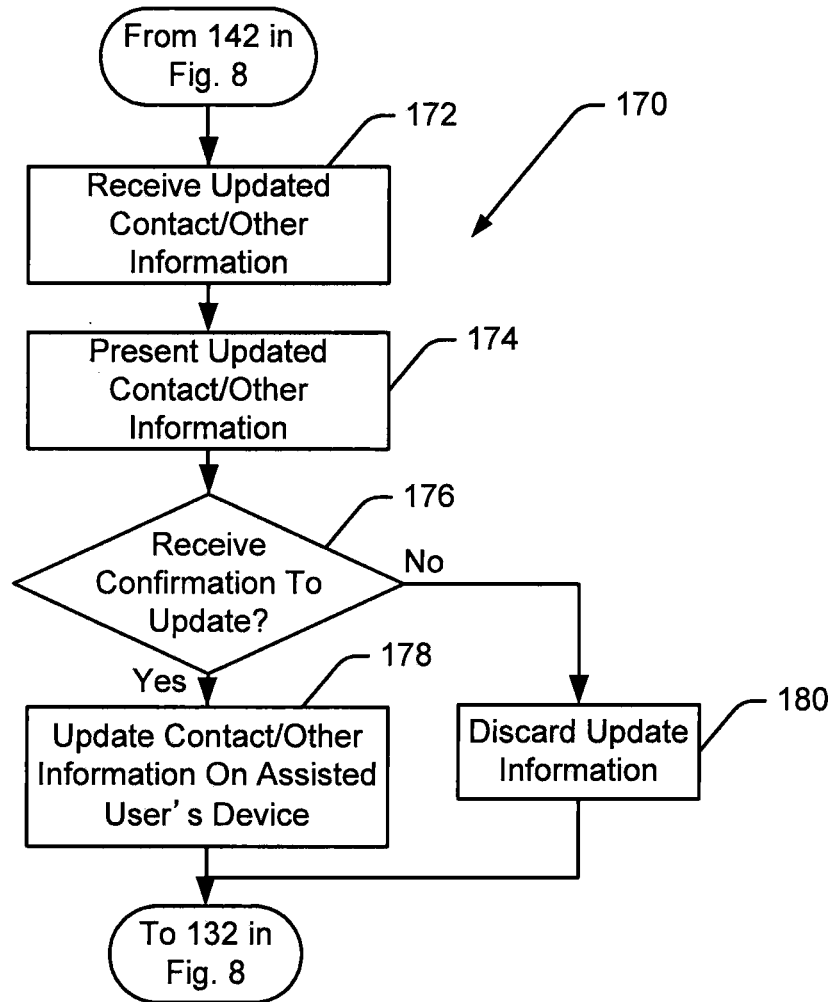 From 142 in
Fig. 8
172
170
Receive Updated
Contact/Other
Information
174
Present Updated
Contact/Other
Information
176
Receive
Confirmation To
Update?
No
Yes
178
180
Update Contact/Other
Information On Assisted
User's Device
Discard Update
Information
To 132 in
Fig. 8